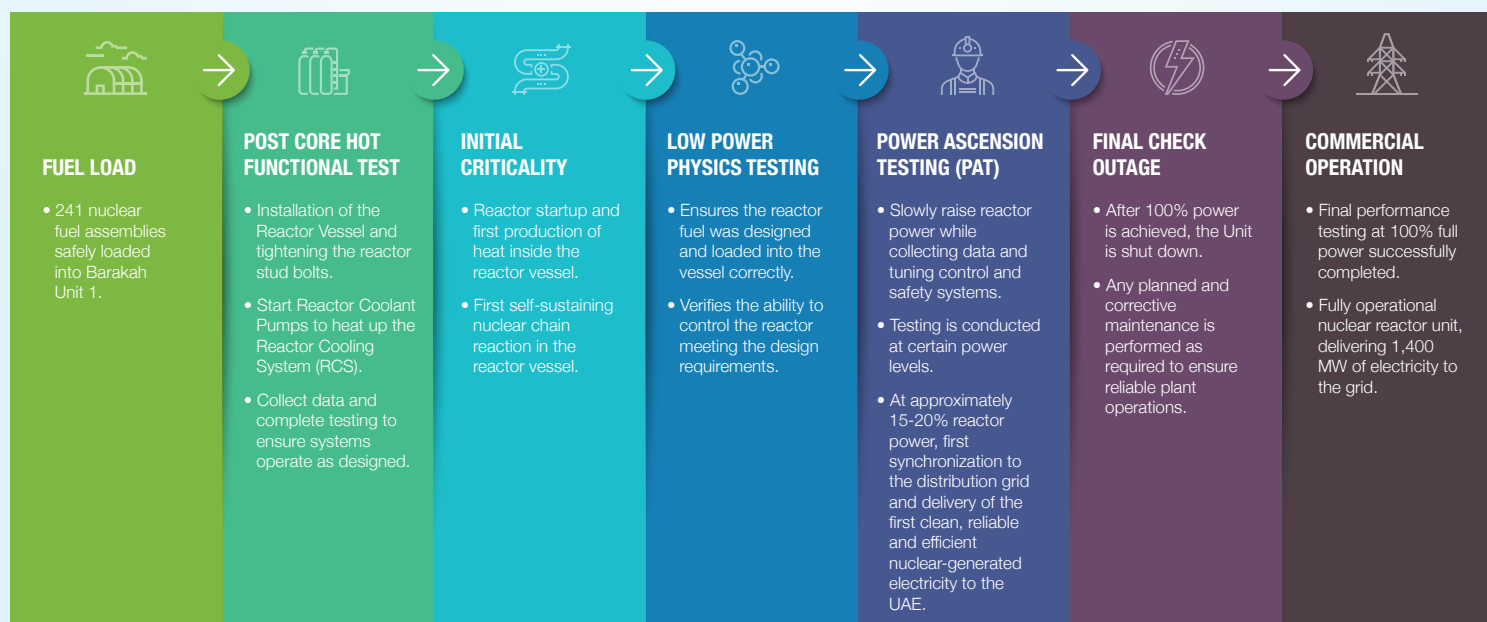 FUEL LOAD
• 241 nuclear
fuel assemblies
safely loaded
into Barakah
Unit 1.
POST CORE HOT
FUNCTIONAL TEST
• Installation of the
Reactor Vessel and
tightening the reactor
stud bolts.
• Start Reactor Coolant
Pumps to heat up the
Reactor Cooling
System (RCS).
• Collect data and
complete testing to
ensure systems
operate as designed.
INITIAL
CRITICALITY
• Reactor startup and
first production of
heat inside the
reactor vessel.
• First self-sustaining
nuclear chain
reaction in the
reactor vessel.
LOW POWER
PHYSICS TESTING
• Ensures the reactor
fuel was designed
and loaded into the
vessel correctly.
• Verifies the ability to
control the reactor
meeting the design
requirements.
POWER ASCENSION
TESTING (PAT)
• Slowly raise reactor
power while
collecting data and
tuning control and
safety systems.
• Testing is conducted
at certain power
levels.
• At approximately
15-20% reactor
power, first
synchronization to
the distribution grid
and delivery of the
first clean, reliable
and efficient
nuclear-generated
electricity to the
UAE.
FINAL CHECK
OUTAGE
• After 100% power
is achieved, the Unit
is shut down.
• Any planned and
corrective
maintenance is
performed as
required to ensure
reliable plant
operations.
COMMERCIAL
OPERATION
• Final performance
testing at 100% full
power successfully
completed.
• Fully operational
nuclear reactor unit,
delivering 1,400
MW of electricity to
the grid.